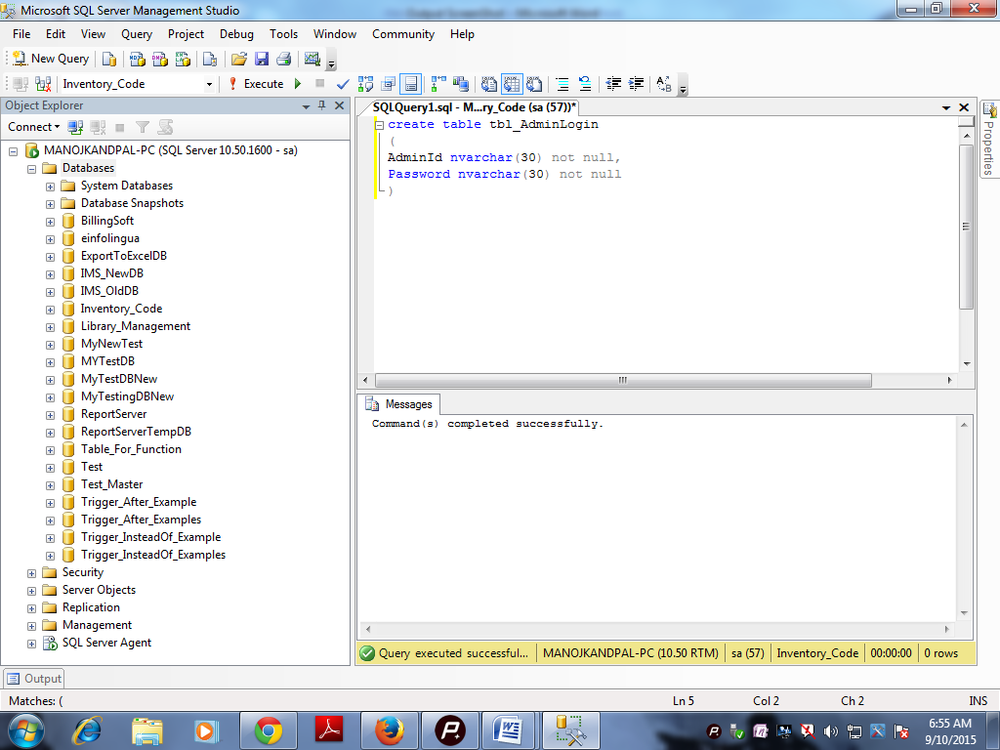 Microsoft SQL Server Management Studio
File Edit View Query Project Debug Tools Window Community Help
New Query
Inventory_Code Execute
Object Explorer
Connect
MANOJKANDPAL-PC (SQL Server 10.50.1600 - sa)
Databases
System Databases
Database Snapshots
BillingSoft
einfolingua
ExportToExcelDB
IMS_NewDB
IMS_OldDB
Inventory_Code
Library_Management
MyNewTest
MYTestDB
MyTestDBNew
MyTestingDBNew
ReportServer
ReportServerTempDB
Table_For_Function
Test
Test_Master
Trigger_After_Example
Trigger_After_Examples
Trigger_InsteadOf_Example
Trigger_InsteadOf_Examples
Security
Server Objects
Replication
Management
SQL Server Agent
SQLQuery1.sql - M...ry_Code (sa (57))*
create table tbl_AdminLogin
(
AdminId nvarchar(30) not null,
Password nvarchar(30) not null
)
Properties
Messages
Command(s) completed successfully.
Query executed successful... MANOJKANDPAL-PC (10.50 RTM) sa (57) Inventory_Code 00:00:00 0 rows
Output
Matches: ( Ln 5 Col 2 Ch 2 INS
6:55 AM
9/10/2015